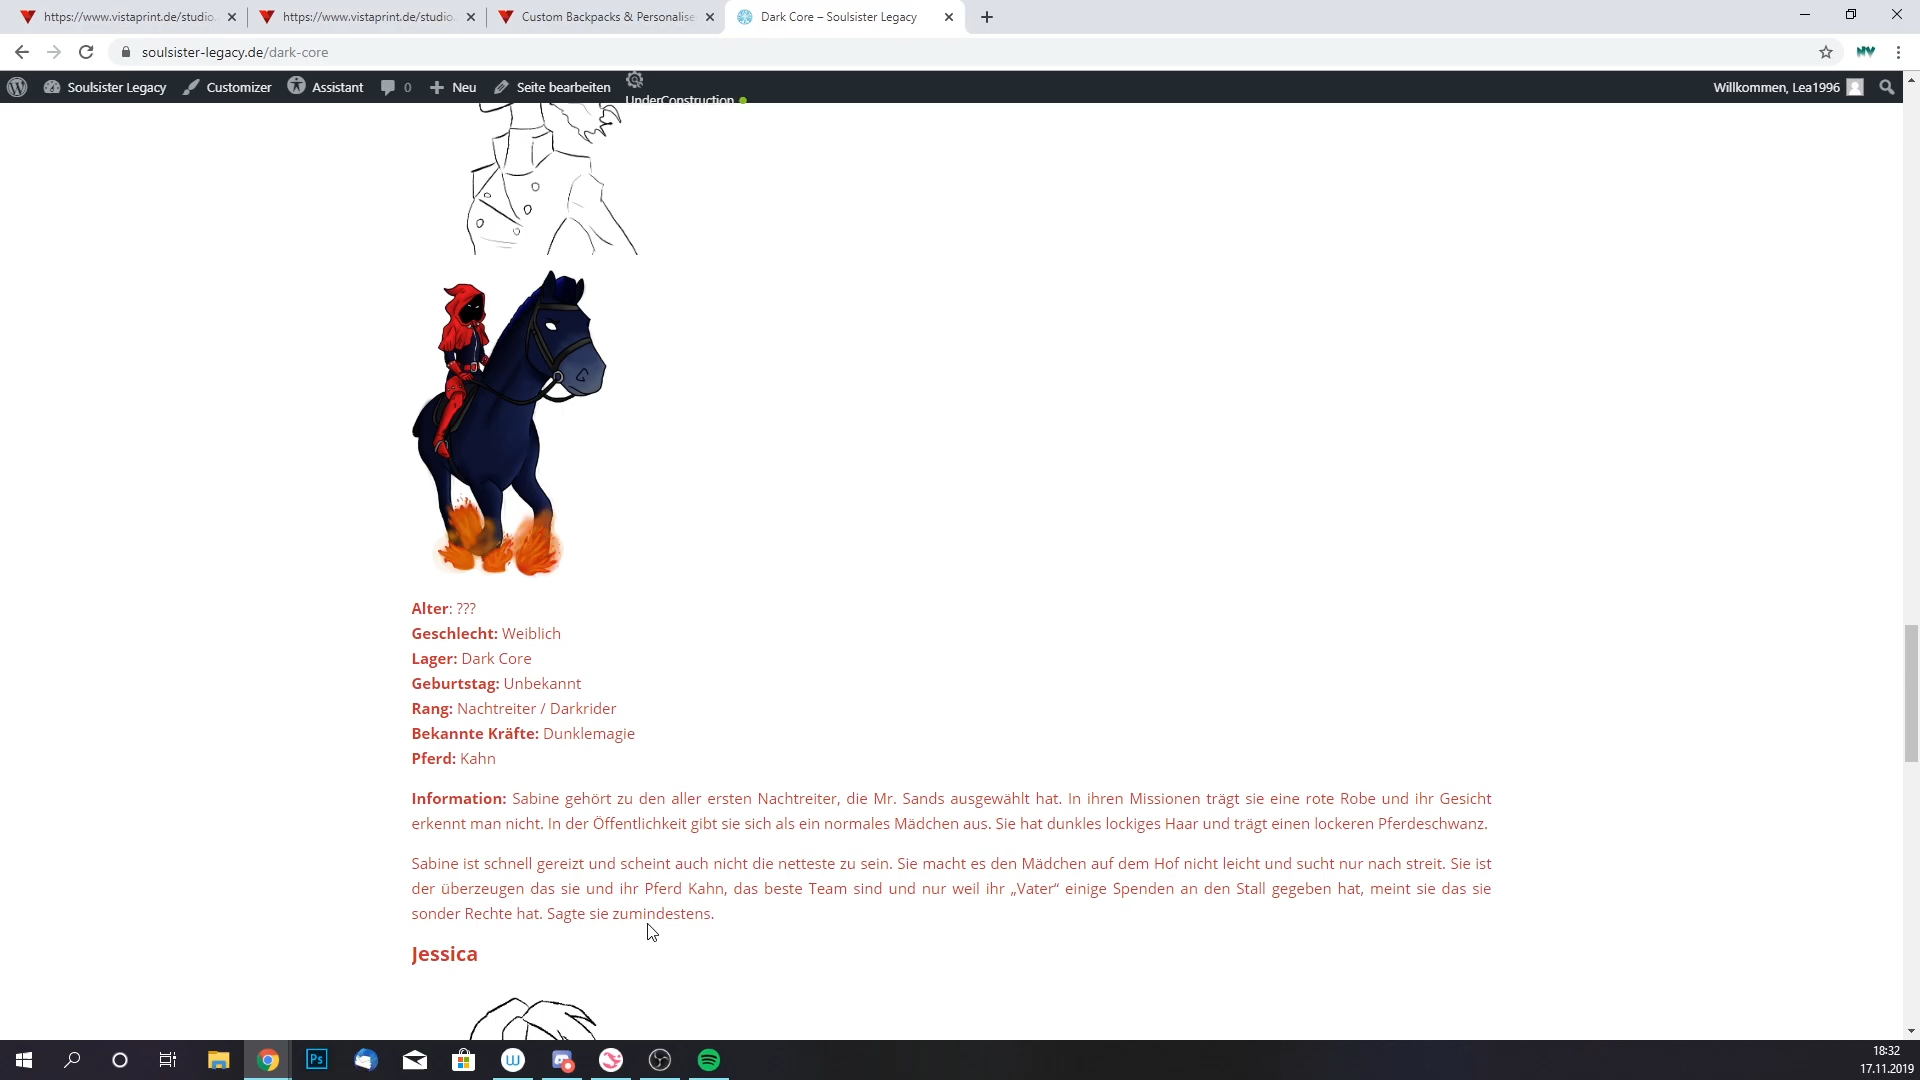 https://www.vistaprint.de/studio.
https://www.vistaprint.de/studio.
Custom Backpacks & Personalise
Dark Core – Soulsister Legacy
soulsister-legacy.de/dark-core
Soulsister Legacy
Customizer
Assistant
0
Neu
Seite bearbeiten
UnderConstruction
Willkommen, Lea1996
Alter: ???
Geschlecht: Weiblich
Lager: Dark Core
Geburtstag: Unbekannt
Rang: Nachtreiter / Darkrider
Bekannte Kräfte: Dunklemagie
Pferd: Kahn
Information: Sabine gehört zu den aller ersten Nachtreiter, die Mr. Sands ausgewählt hat. In ihren Missionen trägt sie eine rote Robe und ihr Gesicht
erkennt man nicht. In der Öffentlichkeit gibt sie sich als ein normales Mädchen aus. Sie hat dunkles lockiges Haar und trägt einen lockeren Pferdeschwanz.
Sabine ist schnell gereizt und scheint auch nicht die netteste zu sein. Sie macht es den Mädchen auf dem Hof nicht leicht und sucht nur nach streit. Sie ist
der überzeugen das sie und ihr Pferd Kahn, das beste Team sind und nur weil ihr „Vater“ einige Spenden an den Stall gegeben hat, meint sie das sie
sonder Rechte hat. Sagte sie zumindestens.
Jessica
Ps
18:32
17.11.2019